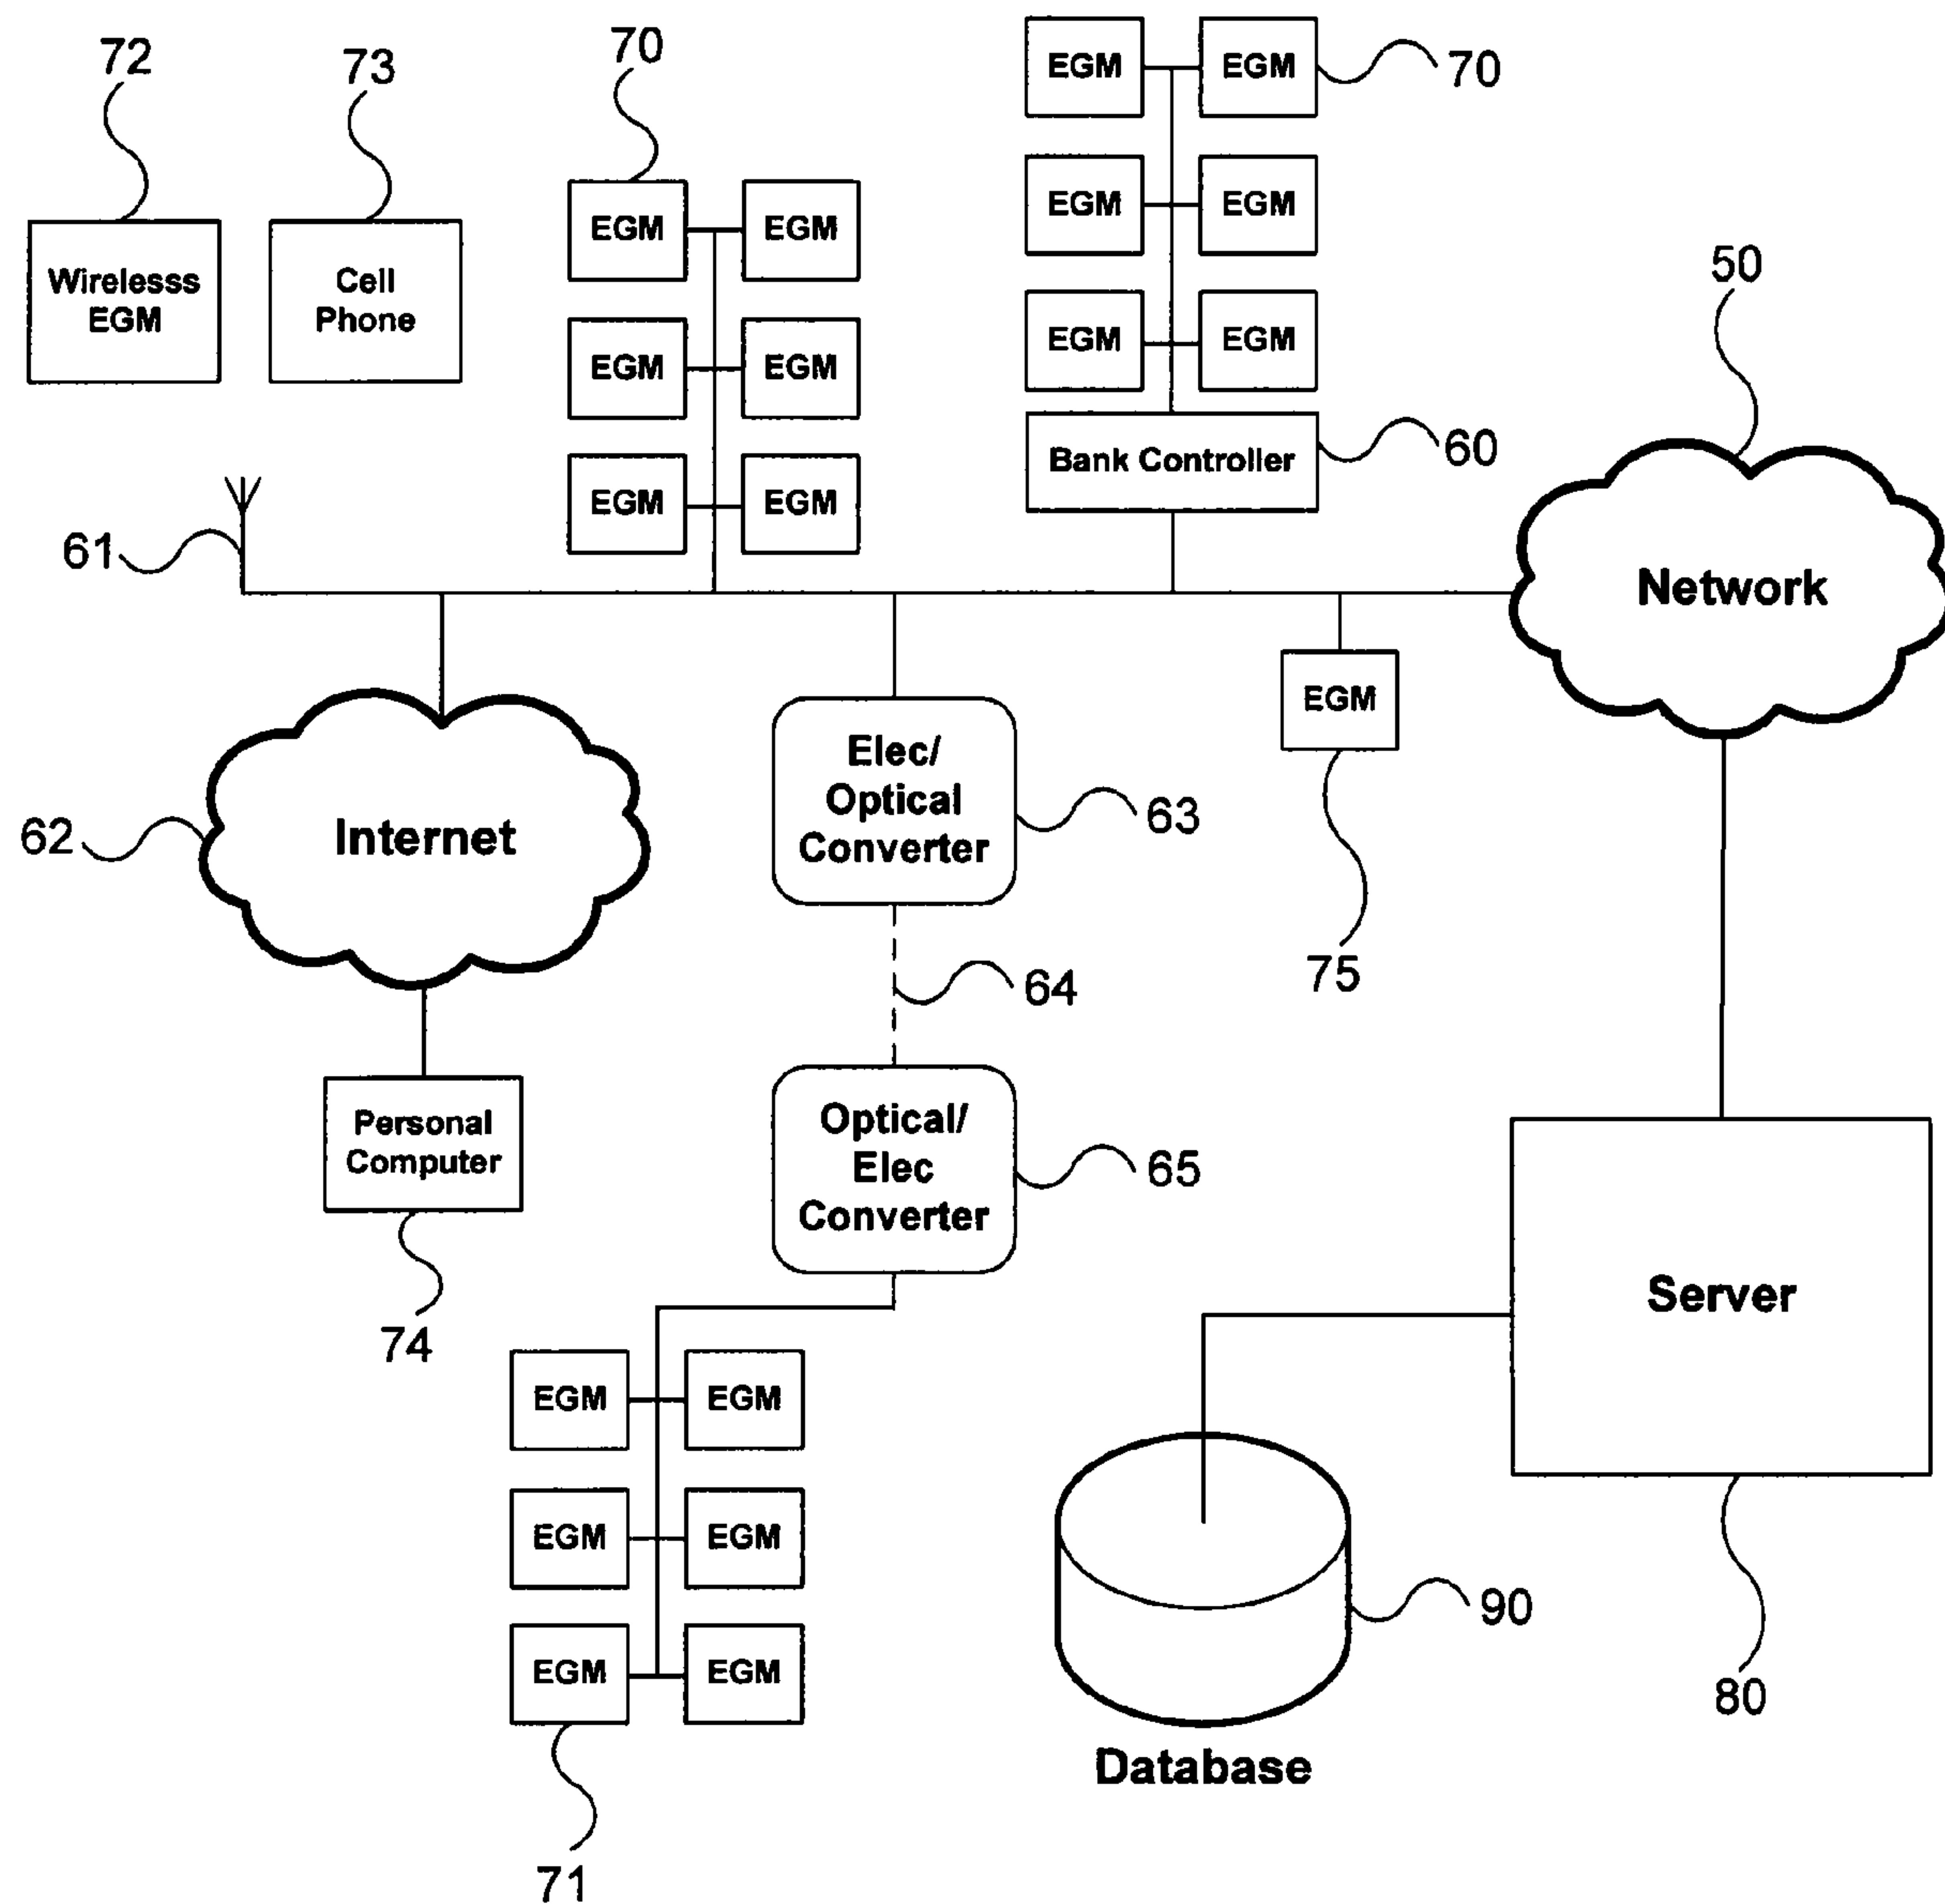 72
73
70
EGM
EGM
70
Wirelesss
EGM
Cell
Phone
EGM
EGM
EGM
EGM
EGM
EGM
EGM
EGM
EGM
EGM
50
Bank Controller
60
61
Network
EGM
75
62
Internet
Elec/
Optical
Converter
63
64
Personal
Computer
74
Optical/
Elec
Converter
65
Server
80
EGM
EGM
EGM
EGM
EGM
EGM
71
90
Database